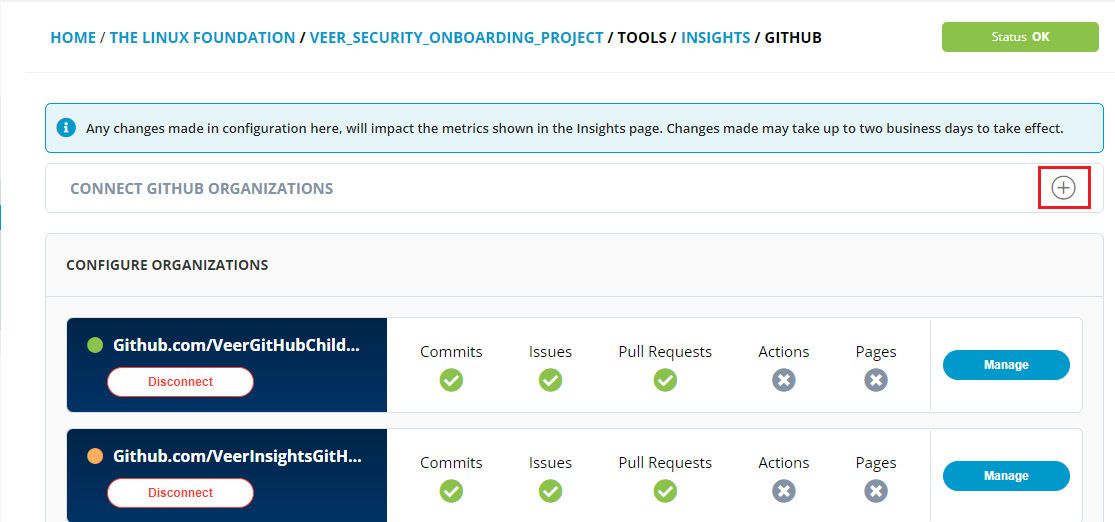 HOME / THE LINUX FOUNDATION / VEER_SECURITY_ONBOARDING_PROJECT / TOOLS / INSIGHTS / GITHUB
Status OK
Any changes made in configuration here, will impact the metrics shown in the Insights page. Changes made may take up to two business days to take effect.
CONNECT GITHUB ORGANIZATIONS
CONFIGURE ORGANIZATIONS
Github.com/VeerGitHubChild...
Disconnect
Commits Issues Pull Requests Actions Pages
Manage
Github.com/VeerInsightsGitH...
Disconnect
Commits Issues Pull Requests Actions Pages
Manage